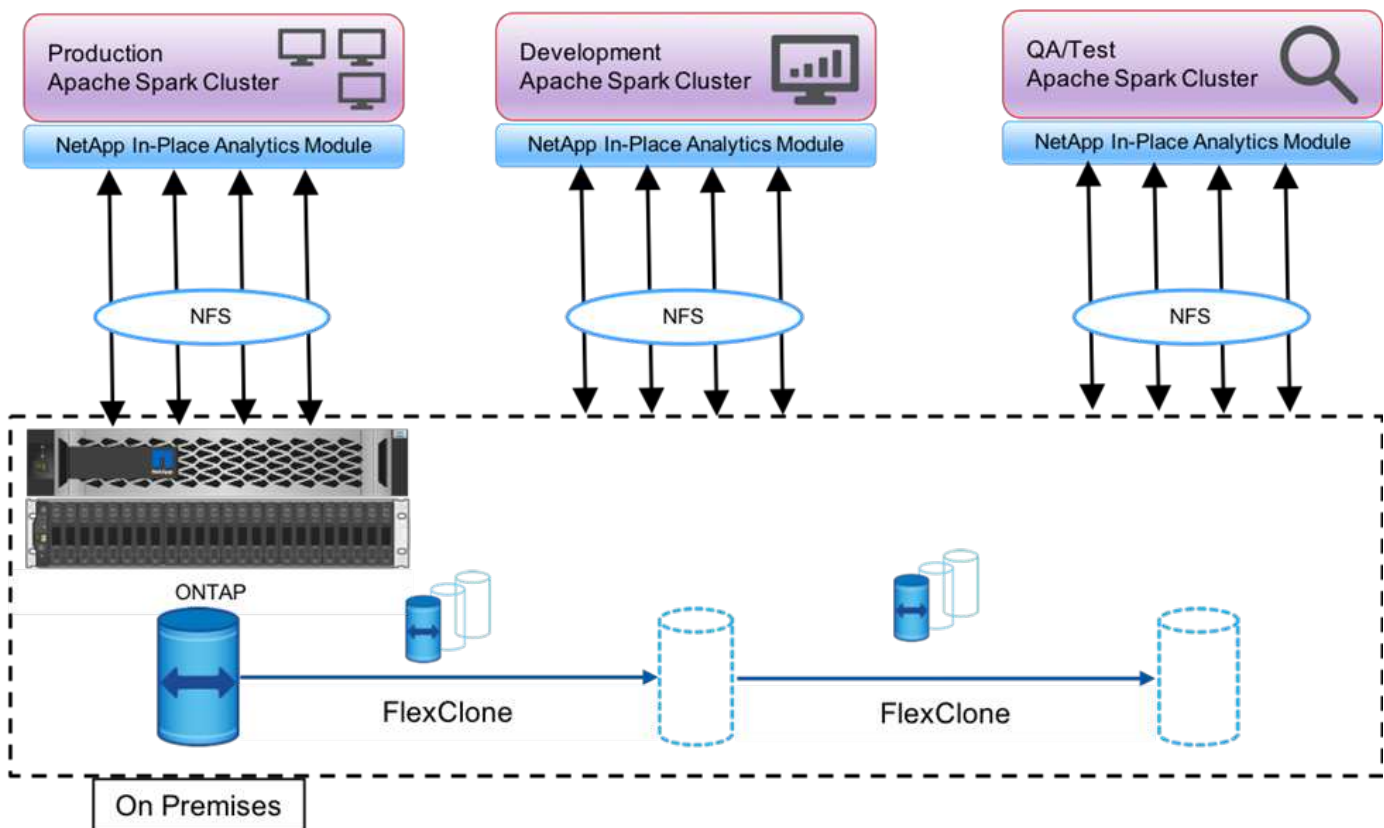 Production
Apache Spark Cluster
Development
Apache Spark Cluster
QA/Test
Apache Spark Cluster
NetApp In-Place Analytics Module
NetApp In-Place Analytics Module
NetApp In-Place Analytics Module
NFS
NFS
NFS
NetApp
ONTAP
FlexClone
FlexClone
On Premises